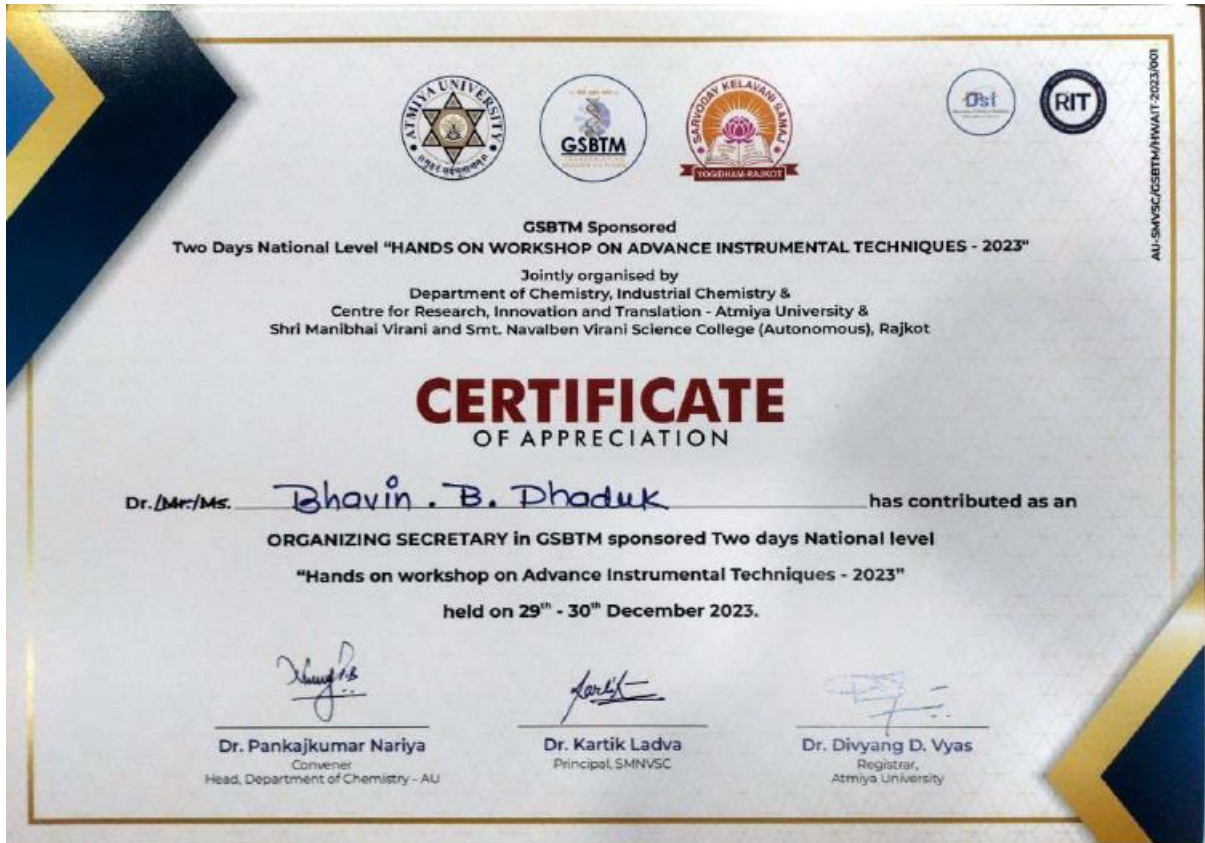 ATMIYA UNIVERSITY
GSBTM
SARVODAY KELAVANI SAMAJ
YOGIDHAM-RAJKOT
Dst
RIT
AU-SMVSC/GSBTM/HWAIT-2023/001
GSBTM Sponsored
Two Days National Level "HANDS ON WORKSHOP ON ADVANCE INSTRUMENTAL TECHNIQUES - 2023"
Jointly organised by
Department of Chemistry, Industrial Chemistry &
Centre for Research, Innovation and Translation - Atmiya University &
Shri Manibhai Virani and Smt. Navalben Virani Science College (Autonomous), Rajkot
CERTIFICATE
OF APPRECIATION
Dr./Mr./Ms. Bhavin . B. Dhaduk has contributed as an
ORGANIZING SECRETARY in GSBTM sponsored Two days National level
"Hands on workshop on Advance Instrumental Techniques - 2023"
held on 29th - 30th December 2023.
Dr. Pankajkumar Nariya
Convener
Head, Department of Chemistry - AU
Dr. Kartik Ladva
Principal, SMNVSC
Dr. Divyang D. Vyas
Registrar,
Atmiya University